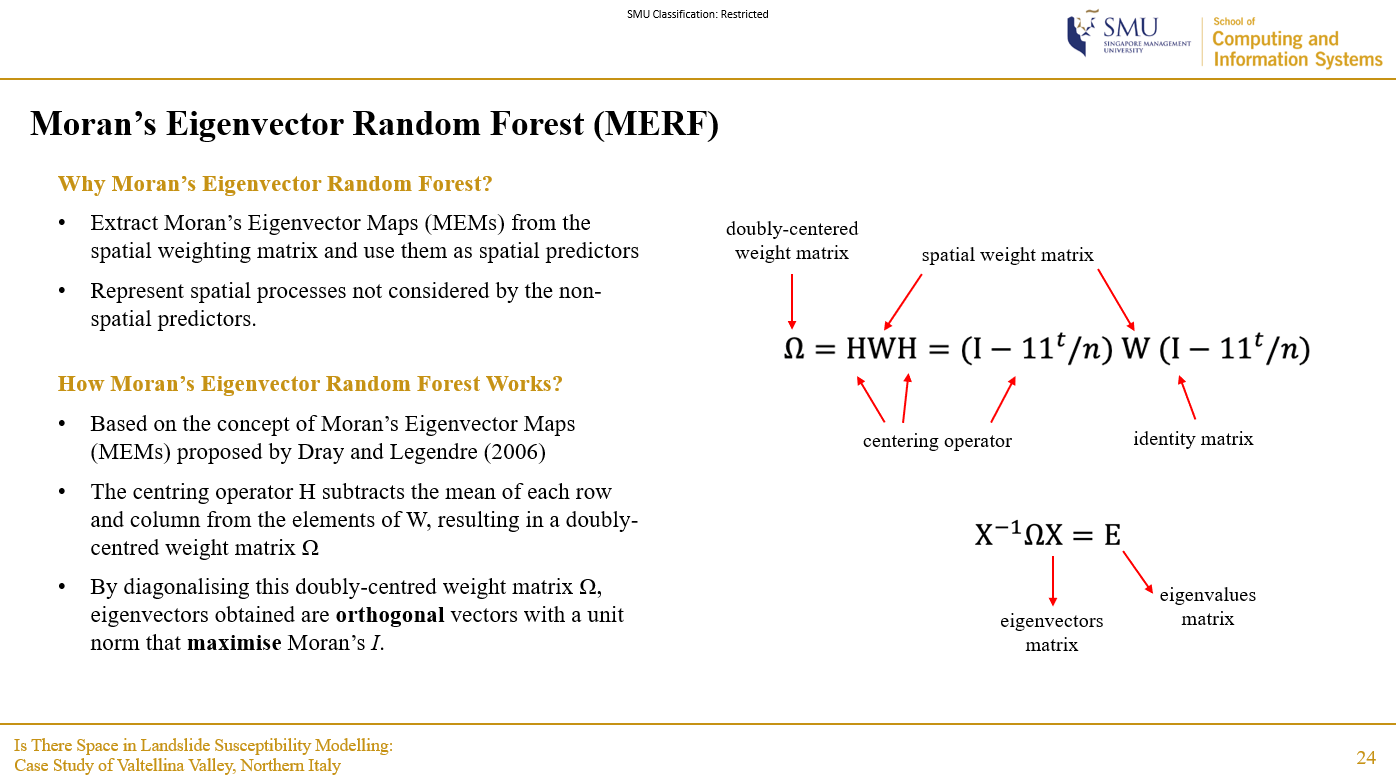 SMU Classification: Restricted
SMU
SINGAPORE MANAGEMENT
UNIVERSITY
School of
Computing and
Information Systems
Moran’s Eigenvector Random Forest (MERF)
Why Moran’s Eigenvector Random Forest?
• Extract Moran’s Eigenvector Maps (MEMs) from the
spatial weighting matrix and use them as spatial predictors
• Represent spatial processes not considered by the non-
spatial predictors.
How Moran’s Eigenvector Random Forest Works?
• Based on the concept of Moran’s Eigenvector Maps
(MEMs) proposed by Dray and Legendre (2006)
• The centring operator H subtracts the mean of each row
and column from the elements of W, resulting in a doubly-
centred weight matrix Ω
• By diagonalising this doubly-centred weight matrix Ω,
eigenvectors obtained are orthogonal vectors with a unit
norm that maximise Moran’s I.
doubly-centered
weight matrix
spatial weight matrix
Ω = HWH = (I − 11ᵗ/n) W (I − 11ᵗ/n)
centering operator
identity matrix
X⁻¹ΩX = E
eigenvectors
matrix
eigenvalues
matrix
Is There Space in Landslide Susceptibility Modelling:
Case Study of Valtellina Valley, Northern Italy
24